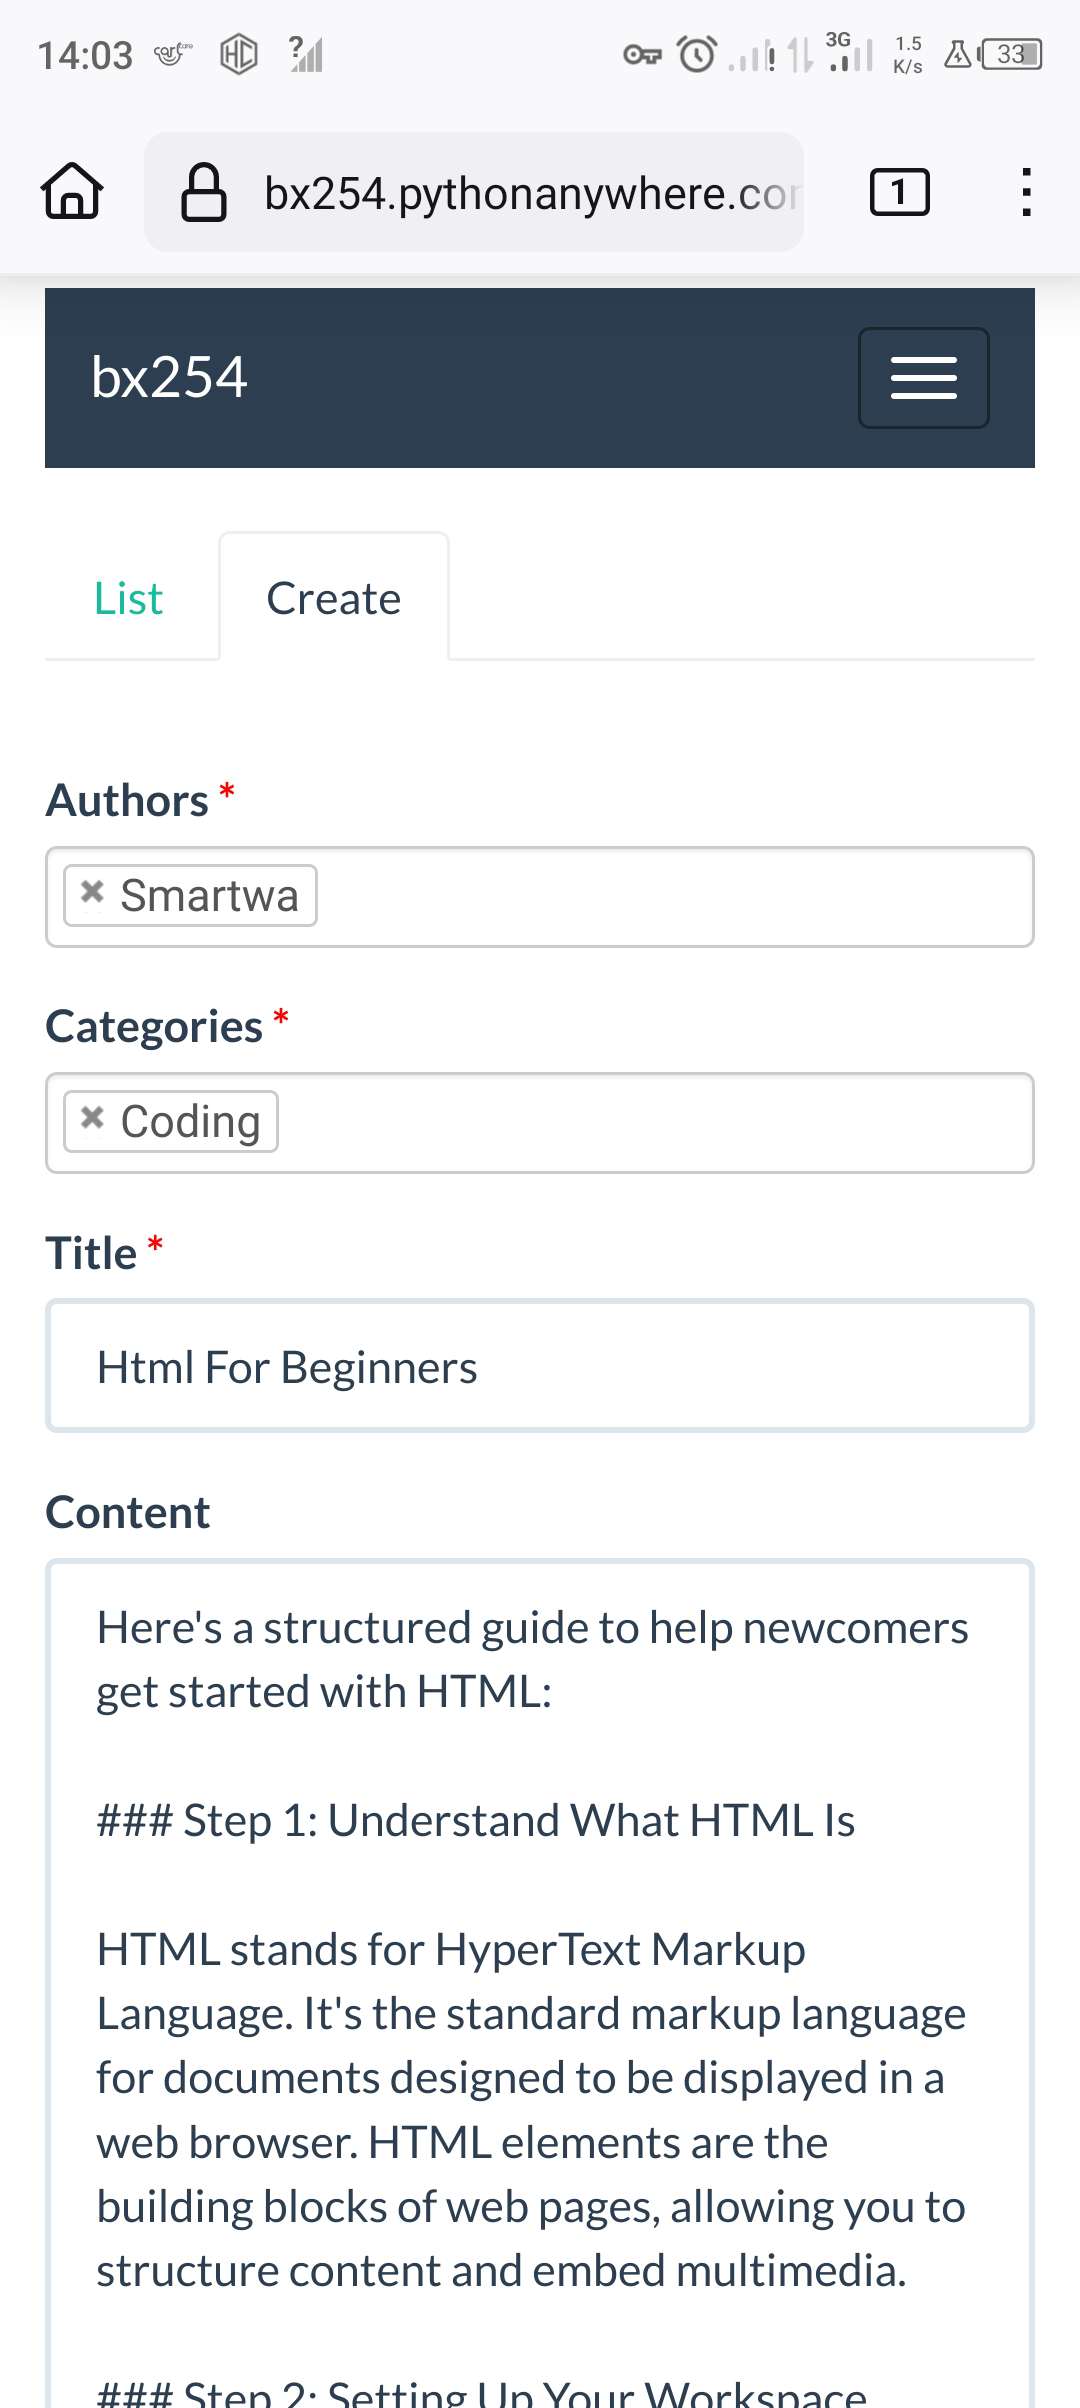 14:03
care
HC
?
3G
1.5
K/s
33
bx254.pythonanywhere.co
1
bx254
List
Create
Authors *
Smartwa
Categories *
Coding
Title *
Html For Beginners
Content
Here's a structured guide to help newcomers
get started with HTML:
### Step 1: Understand What HTML Is
HTML stands for HyperText Markup
Language. It's the standard markup language
for documents designed to be displayed in a
web browser. HTML elements are the
building blocks of web pages, allowing you to
structure content and embed multimedia.
### Step 2: Setting Up Your Workspace